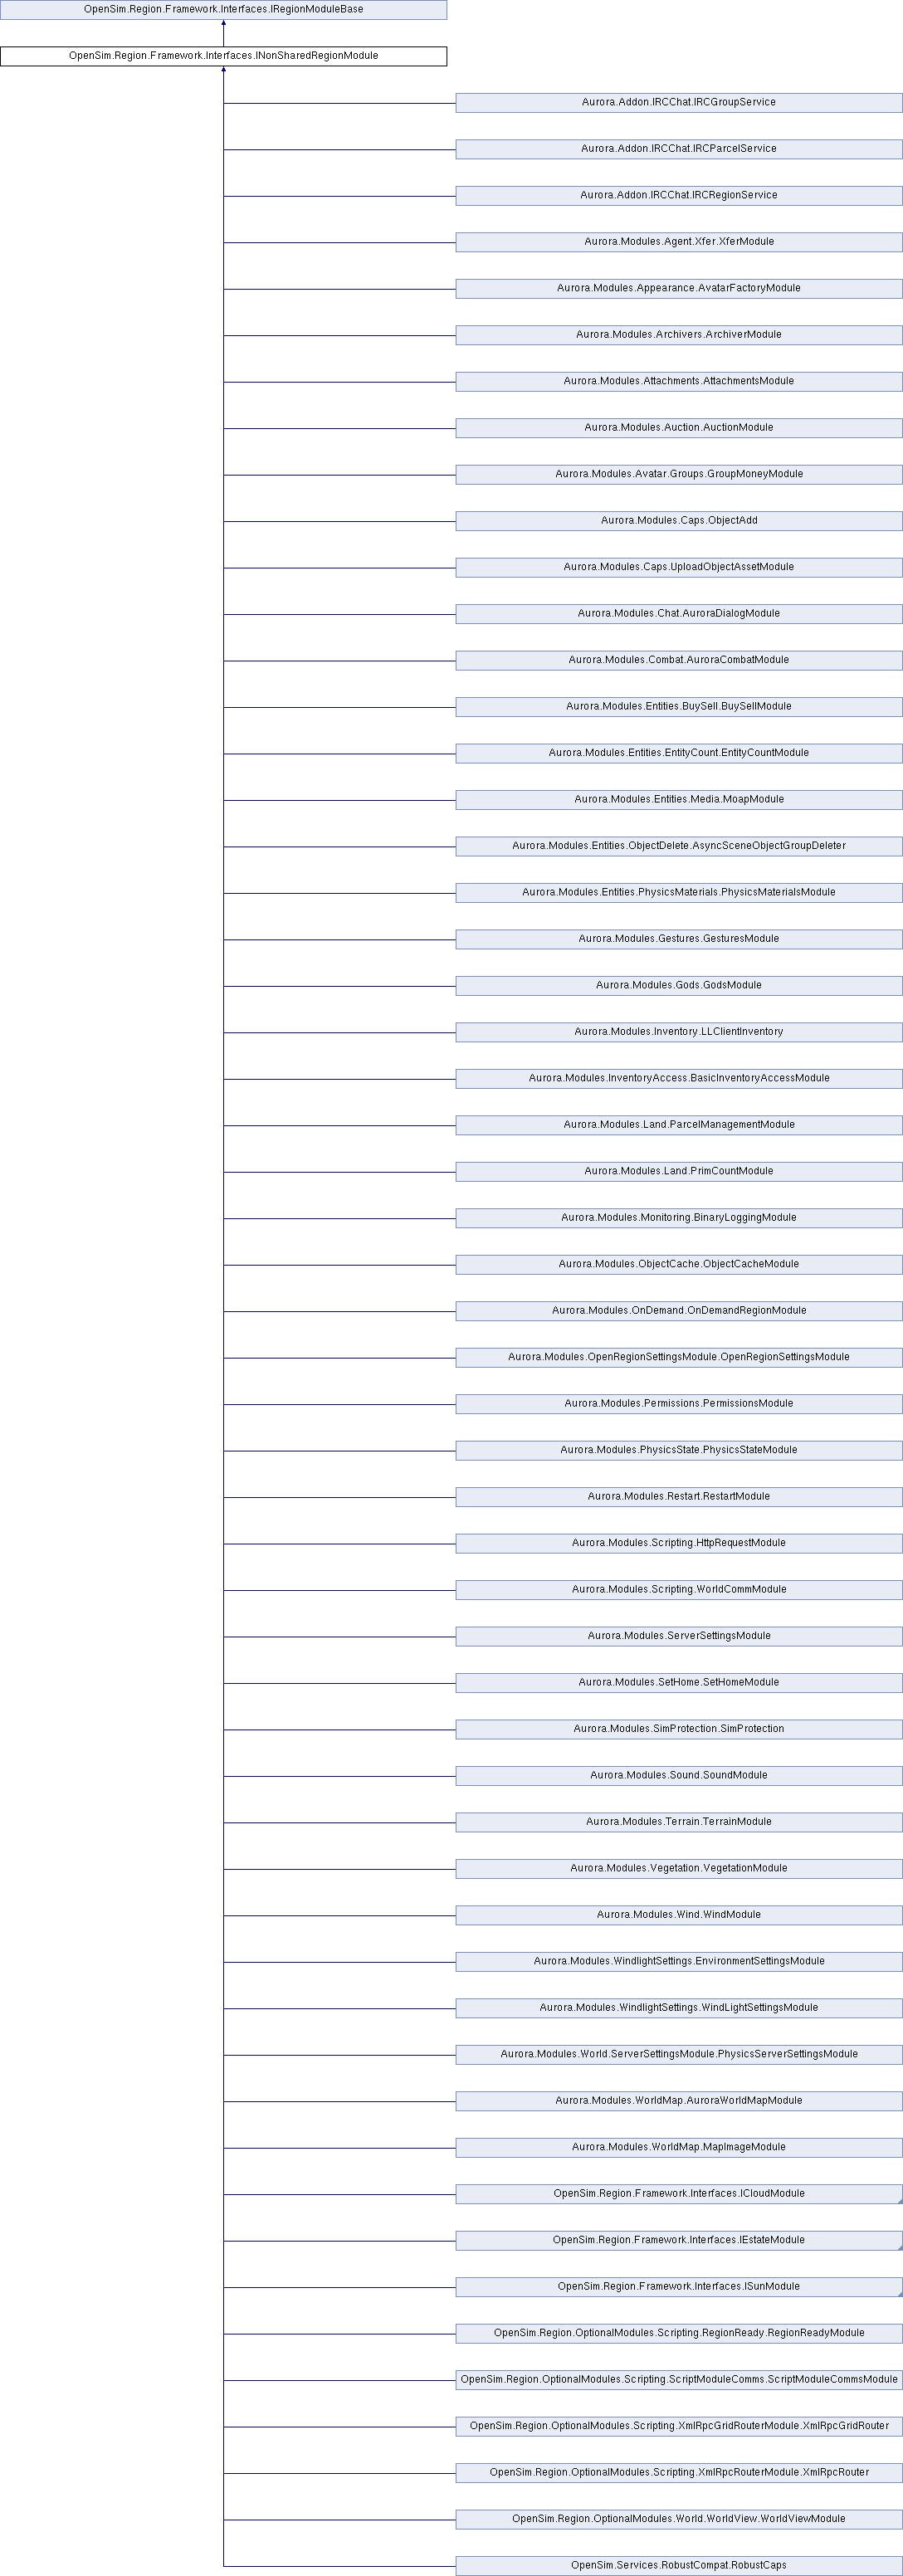 OpenSim.Region.Framework.Interfaces.IRegionModuleBase
OpenSim.Region.Framework.Interfaces.INonSharedRegionModule
Aurora.Addon.IRCChat.IRCGroupService
Aurora.Addon.IRCChat.IRCParcelService
Aurora.Addon.IRCChat.IRCRegionService
Aurora.Modules.Agent.Xfer.XferModule
Aurora.Modules.Appearance.AvatarFactoryModule
Aurora.Modules.Archivers.ArchiverModule
Aurora.Modules.Attachments.AttachmentsModule
Aurora.Modules.Auction.AuctionModule
Aurora.Modules.Avatar.Groups.GroupMoneyModule
Aurora.Modules.Caps.ObjectAdd
Aurora.Modules.Caps.UploadObjectAssetModule
Aurora.Modules.Chat.AuroraDialogModule
Aurora.Modules.Combat.AuroraCombatModule
Aurora.Modules.Entities.BuySell.BuySellModule
Aurora.Modules.Entities.EntityCount.EntityCountModule
Aurora.Modules.Entities.Media.MoapModule
Aurora.Modules.Entities.ObjectDelete.AsyncSceneObjectGroupDeleter
Aurora.Modules.Entities.PhysicsMaterials.PhysicsMaterialsModule
Aurora.Modules.Gestures.GesturesModule
Aurora.Modules.Gods.GodsModule
Aurora.Modules.Inventory.LLClientInventory
Aurora.Modules.InventoryAccess.BasicInventoryAccessModule
Aurora.Modules.Land.ParcelManagementModule
Aurora.Modules.Land.PrimCountModule
Aurora.Modules.Monitoring.BinaryLoggingModule
Aurora.Modules.ObjectCache.ObjectCacheModule
Aurora.Modules.OnDemand.OnDemandRegionModule
Aurora.Modules.OpenRegionSettingsModule.OpenRegionSettingsModule
Aurora.Modules.Permissions.PermissionsModule
Aurora.Modules.PhysicsState.PhysicsStateModule
Aurora.Modules.Restart.RestartModule
Aurora.Modules.Scripting.HttpRequestModule
Aurora.Modules.Scripting.WorldCommModule
Aurora.Modules.ServerSettingsModule
Aurora.Modules.SetHome.SetHomeModule
Aurora.Modules.SimProtection.SimProtection
Aurora.Modules.Sound.SoundModule
Aurora.Modules.Terrain.TerrainModule
Aurora.Modules.Vegetation.VegetationModule
Aurora.Modules.Wind.WindModule
Aurora.Modules.WindlightSettings.EnvironmentSettingsModule
Aurora.Modules.WindlightSettings.WindLightSettingsModule
Aurora.Modules.World.ServerSettingsModule.PhysicsServerSettingsModule
Aurora.Modules.WorldMap.AuroraWorldMapModule
Aurora.Modules.WorldMap.MapImageModule
OpenSim.Region.Framework.Interfaces.ICloudModule
OpenSim.Region.Framework.Interfaces.IEstateModule
OpenSim.Region.Framework.Interfaces.ISunModule
OpenSim.Region.OptionalModules.Scripting.RegionReady.RegionReadyModule
OpenSim.Region.OptionalModules.Scripting.ScriptModuleComms.ScriptModuleCommsModule
OpenSim.Region.OptionalModules.Scripting.XmlRpcGridRouterModule.XmlRpcGridRouter
OpenSim.Region.OptionalModules.Scripting.XmlRpcRouterModule.XmlRpcRouter
OpenSim.Region.OptionalModules.World.WorldView.WorldViewModule
OpenSim.Services.RobustCompat.RobustCaps